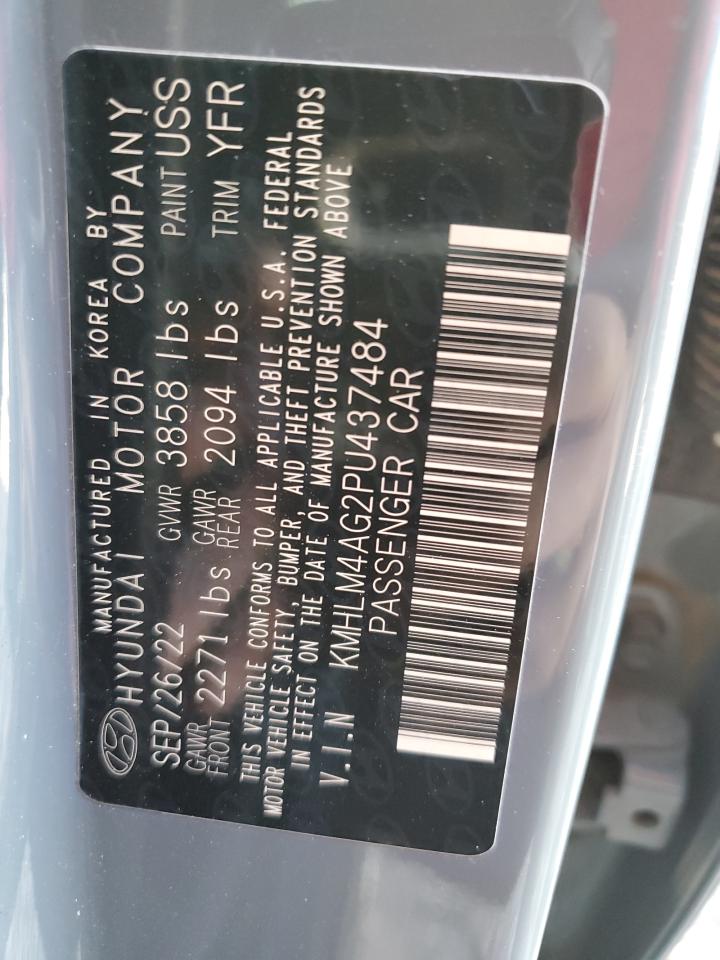 MANUFACTURED IN KOREA BY
HYUNDAI MOTOR COMPANY
SEP/26/22 GVWR 3858 lbs PAINT USS
GAWR FRONT 2271 lbs GAWR REAR 2094 lbs TRIM YFR
THIS VEHICLE CONFORMS TO ALL APPLICABLE U.S.A. FEDERAL
MOTOR VEHICLE SAFETY, BUMPER, AND THEFT PREVENTION STANDARDS
IN EFFECT ON THE DATE OF MANUFACTURE SHOWN ABOVE
V.I.N KMHLM4AG2PU437484
PASSENGER CAR